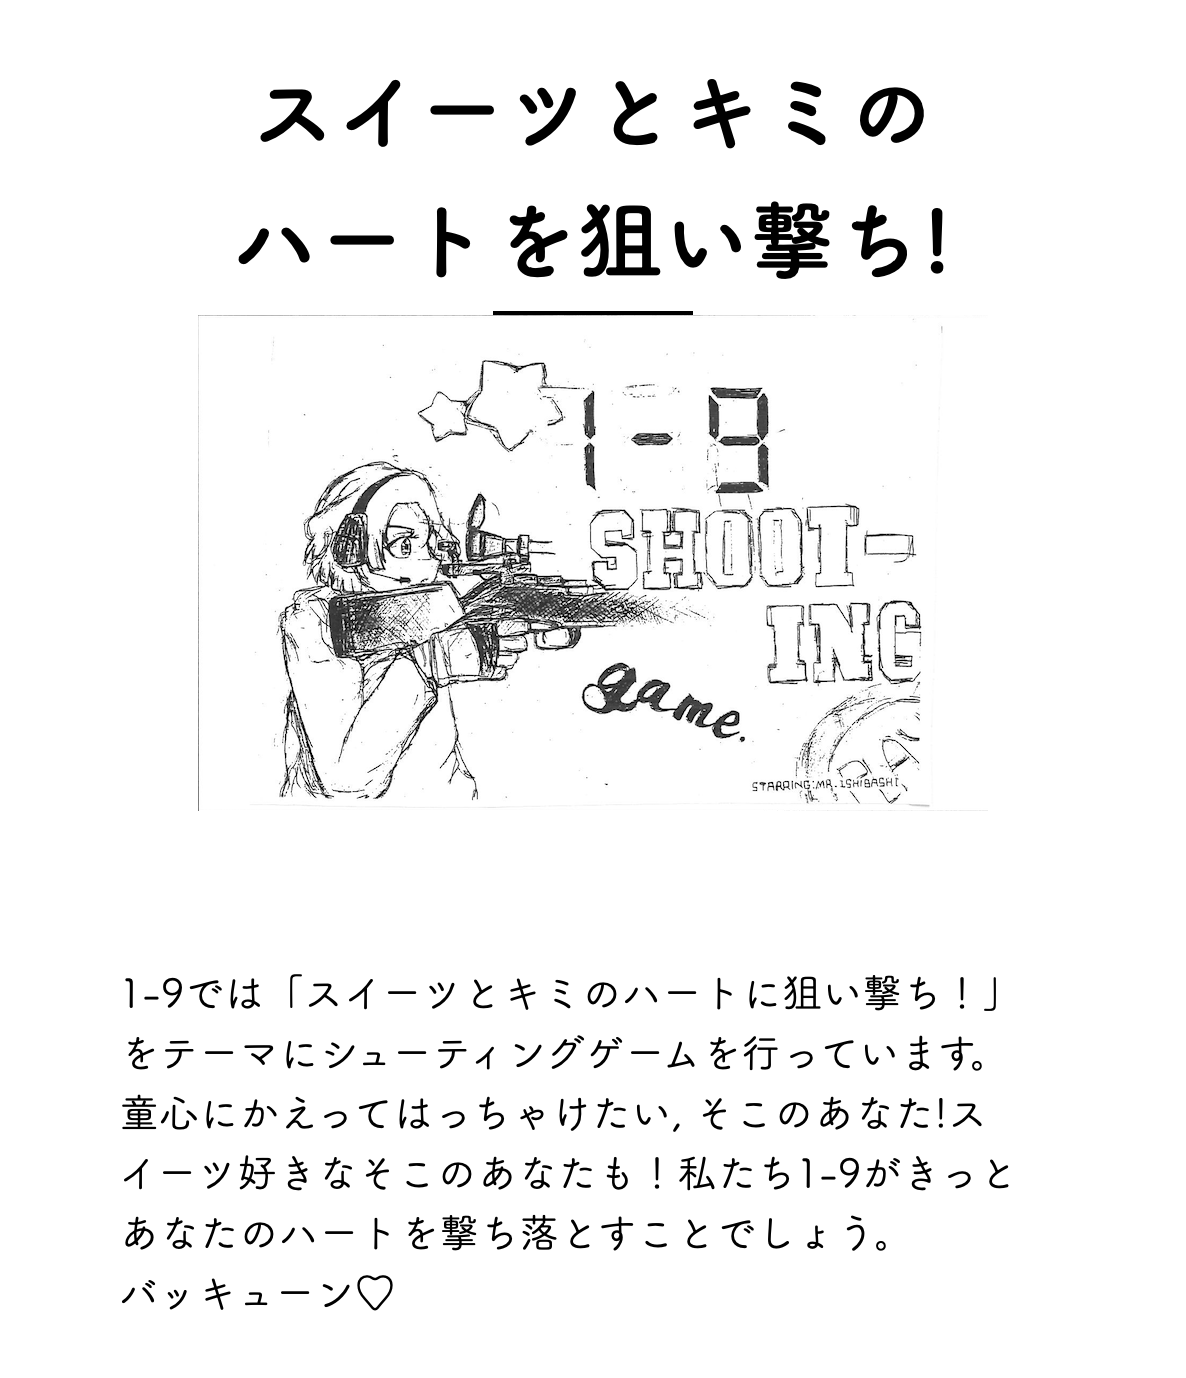 スイーツとキミの
ハートを狙い撃ち!
1-9
SHOOT-
ING
game.
STARRING:MR.ISHIBASHI
1-9では「スイーツとキミのハートに狙い撃ち！」
をテーマにシューティングゲームを行っています。
童心にかえってはっちゃけたい, そこのあなた!ス
イーツ好きなそこのあなたも！私たち1-9がきっと
あなたのハートを撃ち落とすことでしょう。
バッキューン♡